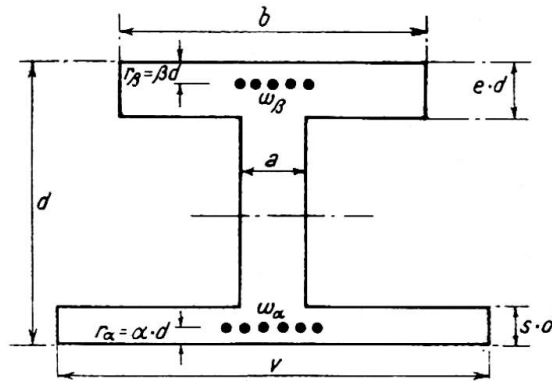 b
r_β = βd
ω_β
e·d
a
d
ω_α
r_α = α·d
s·d
v